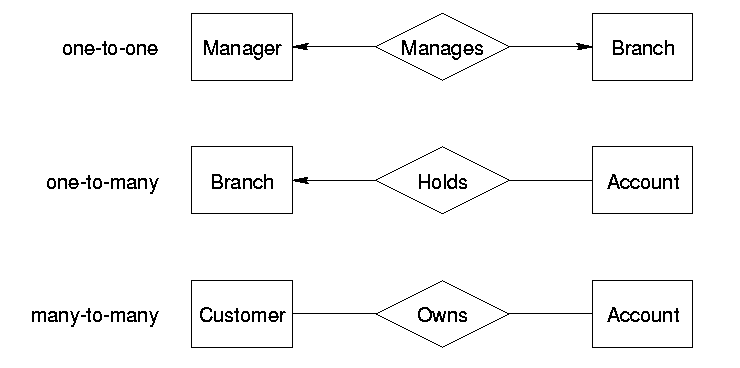 one-to-one Manager Manages Branch
one-to-many Branch Holds Account
many-to-many Customer Owns Account